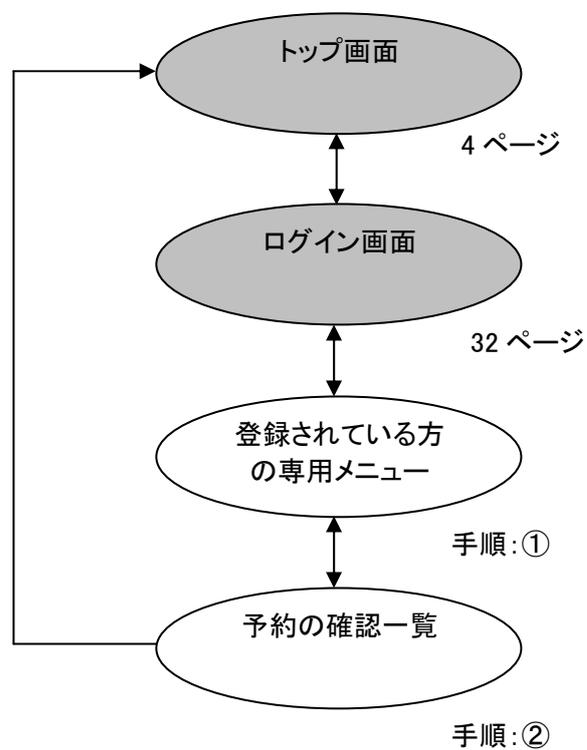 トップ画面
4 ページ
ログイン画面
32 ページ
登録されている方
の専用メニュー
手順：①
予約の確認一覧
手順：②